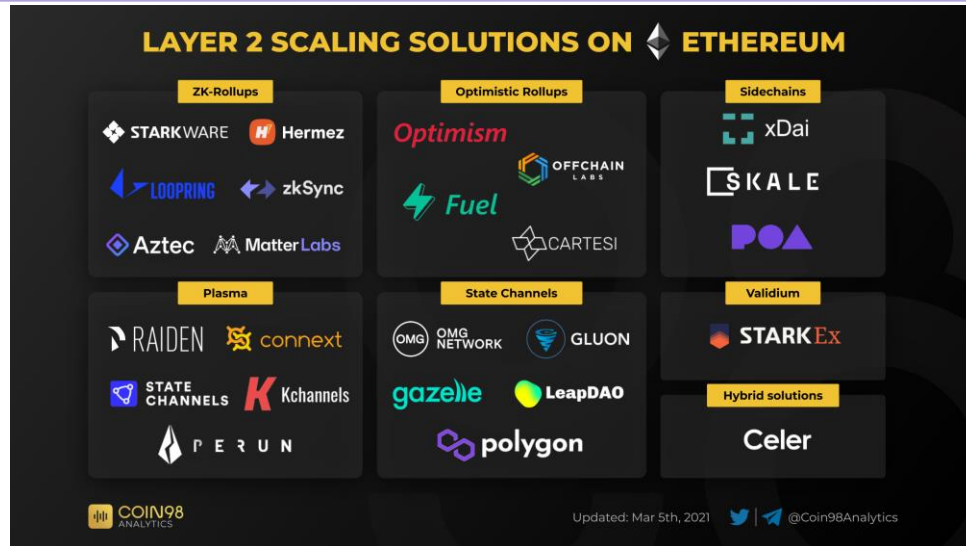 LAYER 2 SCALING SOLUTIONS ON ETHEREUM
ZK-Rollups
STARKWARE
Hermez
LOOPRING
zkSync
Aztec
MatterLabs
Optimistic Rollups
Optimism
OFFCHAIN
LABS
Fuel
CARTESI
Sidechains
xDai
SKALE
POA
Plasma
RAIDEN
connext
STATE
CHANNELS
Kchannels
PERUN
State Channels
OMG
OMG
NETWORK
GLUON
gazelle
LeapDAO
polygon
Validium
STARKEx
Hybrid solutions
Celer
COIN98
ANALYTICS
Updated: Mar 5th, 2021
@Coin98Analytics